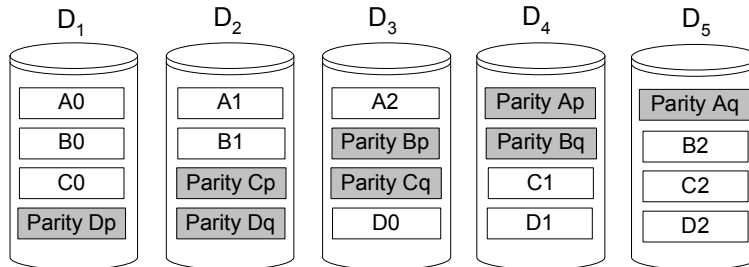 D1 D2 D3 D4 D5
A0 A1 A2 Parity Ap Parity Aq
B0 B1 Parity Bp Parity Bq B2
C0 Parity Cp Parity Cq C1 C2
Parity Dp Parity Dq D0 D1 D2